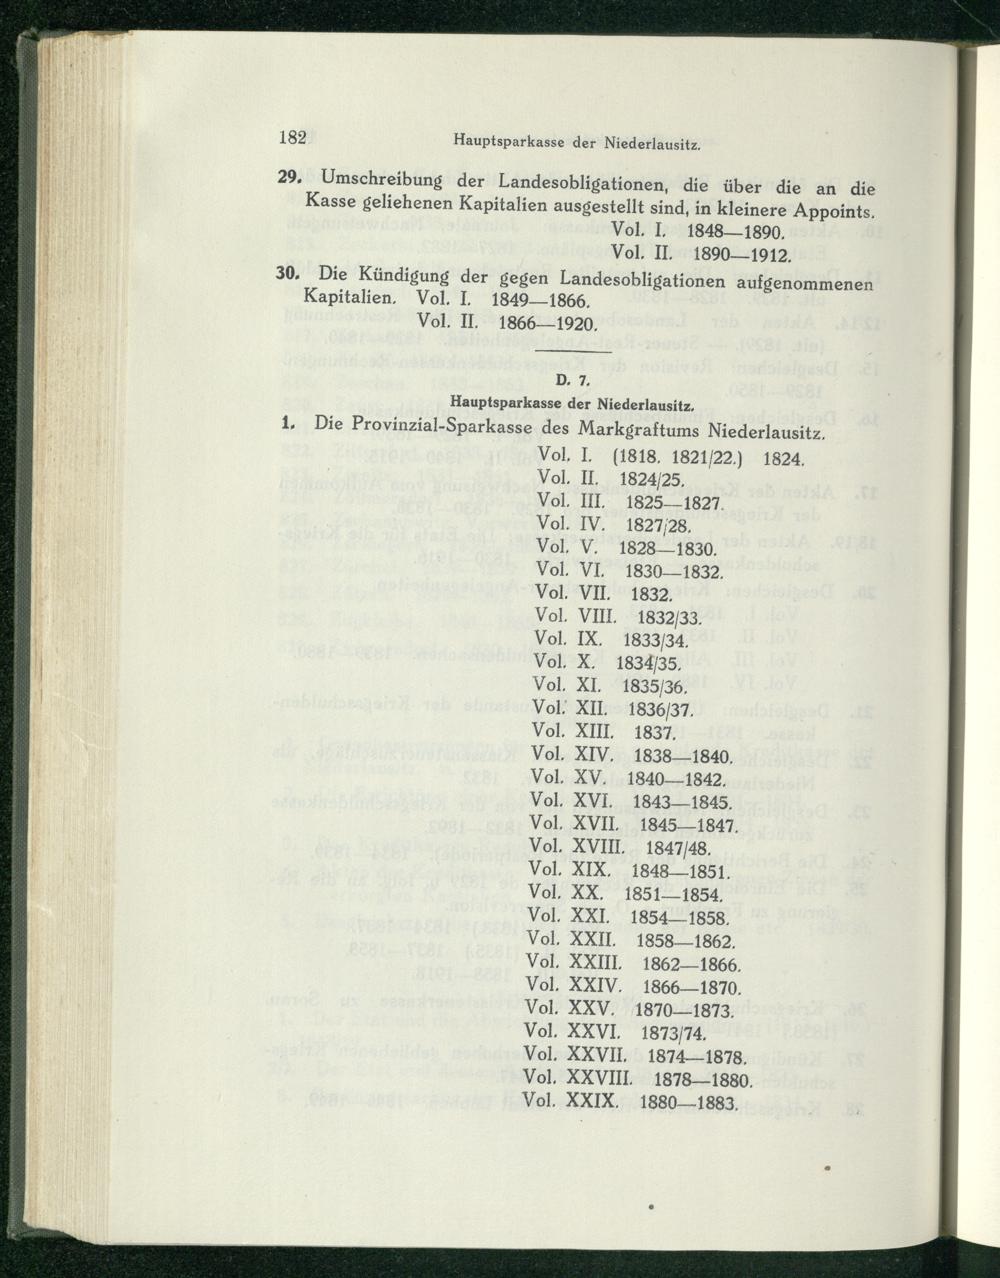 182
Hauptsparkasse der Niederlausitz.
29. Umschreibung der Landesobligationen, die über die an die
Kasse geliehenen Kapitalien ausgestellt sind, in kleinere Appoints.
Vol. I. 1848—1890.
Vol. II. 1890—1912.
30. Die Kündigung der gegen Landesobligationen aufgenommenen
Kapitalien. Vol. I. 1849—1866.
Vol. II. 1866—1920.
D. 7.
Hauptsparkasse der Niederlausitz.
1. Die Provinzial-Sparkasse des Markgraftums Niederlausitz.
Vol. I. (1818. 1821/22.) 1824.
Vol. II. 1824/25.
Vol. III. 1825—1827.
Vol. IV. 1827/28.
Vol. V. 1828—1830.
Vol. VI. 1830—1832.
Vol. VII. 1832.
Vol. VIII. 1832/33.
Vol. IX. 1833/34.
Vol. X. 1834/35.
Vol. XI. 1835/36.
Vol. XII. 1836/37.
Vol. XIII. 1837.
Vol. XIV. 1838—1840.
Vol. XV. 1840—1842.
Vol. XVI. 1843—1845.
Vol. XVII. 1845—1847.
Vol. XVIII. 1847/48.
Vol. XIX. 1848—1851.
Vol. XX. 1851—1854.
Vol. XXI. 1854—1858.
Vol. XXII. 1858—1862.
Vol. XXIII. 1862—1866.
Vol. XXIV. 1866—1870.
Vol. XXV. 1870—1873.
Vol. XXVI. 1873/74.
Vol. XXVII. 1874—1878.
Vol. XXVIII. 1878—1880.
Vol. XXIX. 1880—1883.